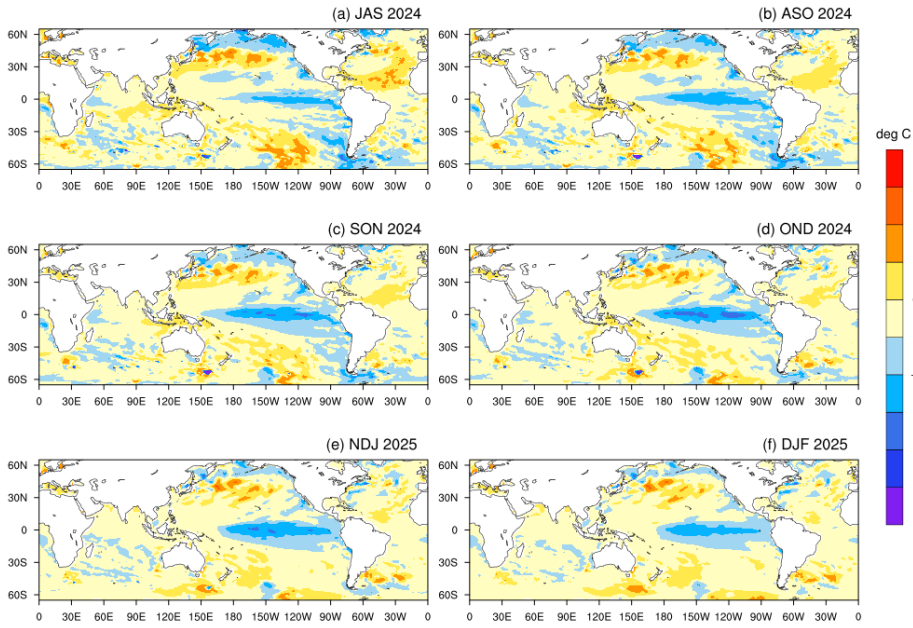 (a) JAS 2024
(b) ASO 2024
60N
30N
0
30S
60S
0 30E 60E 90E 120E 150E 180 150W 120W 90W 60W 30W 0
60N
30N
0
30S
60S
0 30E 60E 90E 120E 150E 180 150W 120W 90W 60W 30W 0
deg C
(c) SON 2024
(d) OND 2024
60N
30N
0
30S
60S
0 30E 60E 90E 120E 150E 180 150W 120W 90W 60W 30W 0
60N
30N
0
30S
60S
0 30E 60E 90E 120E 150E 180 150W 120W 90W 60W 30W 0
(e) NDJ 2025
(f) DJF 2025
60N
30N
0
30S
60S
0 30E 60E 90E 120E 150E 180 150W 120W 90W 60W 30W 0
60N
30N
0
30S
60S
0 30E 60E 90E 120E 150E 180 150W 120W 90W 60W 30W 0